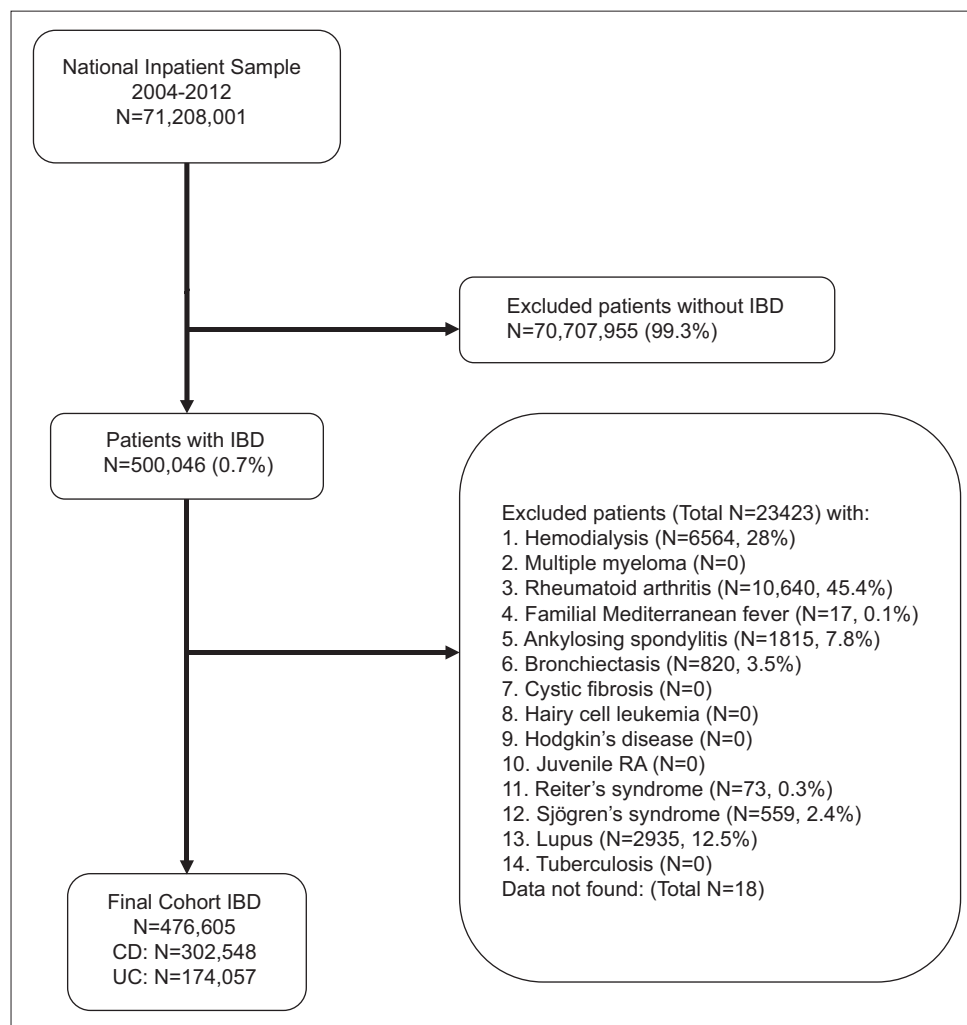 National Inpatient Sample
2004-2012
N=71,208,001
Excluded patients without IBD
N=70,707,955 (99.3%)
Patients with IBD
N=500,046 (0.7%)
Excluded patients (Total N=23423) with:
1. Hemodialysis (N=6564, 28%)
2. Multiple myeloma (N=0)
3. Rheumatoid arthritis (N=10,640, 45.4%)
4. Familial Mediterranean fever (N=17, 0.1%)
5. Ankylosing spondylitis (N=1815, 7.8%)
6. Bronchiectasis (N=820, 3.5%)
7. Cystic fibrosis (N=0)
8. Hairy cell leukemia (N=0)
9. Hodgkin’s disease (N=0)
10. Juvenile RA (N=0)
11. Reiter’s syndrome (N=73, 0.3%)
12. Sjögren’s syndrome (N=559, 2.4%)
13. Lupus (N=2935, 12.5%)
14. Tuberculosis (N=0)
Data not found: (Total N=18)
Final Cohort IBD
N=476,605
CD: N=302,548
UC: N=174,057